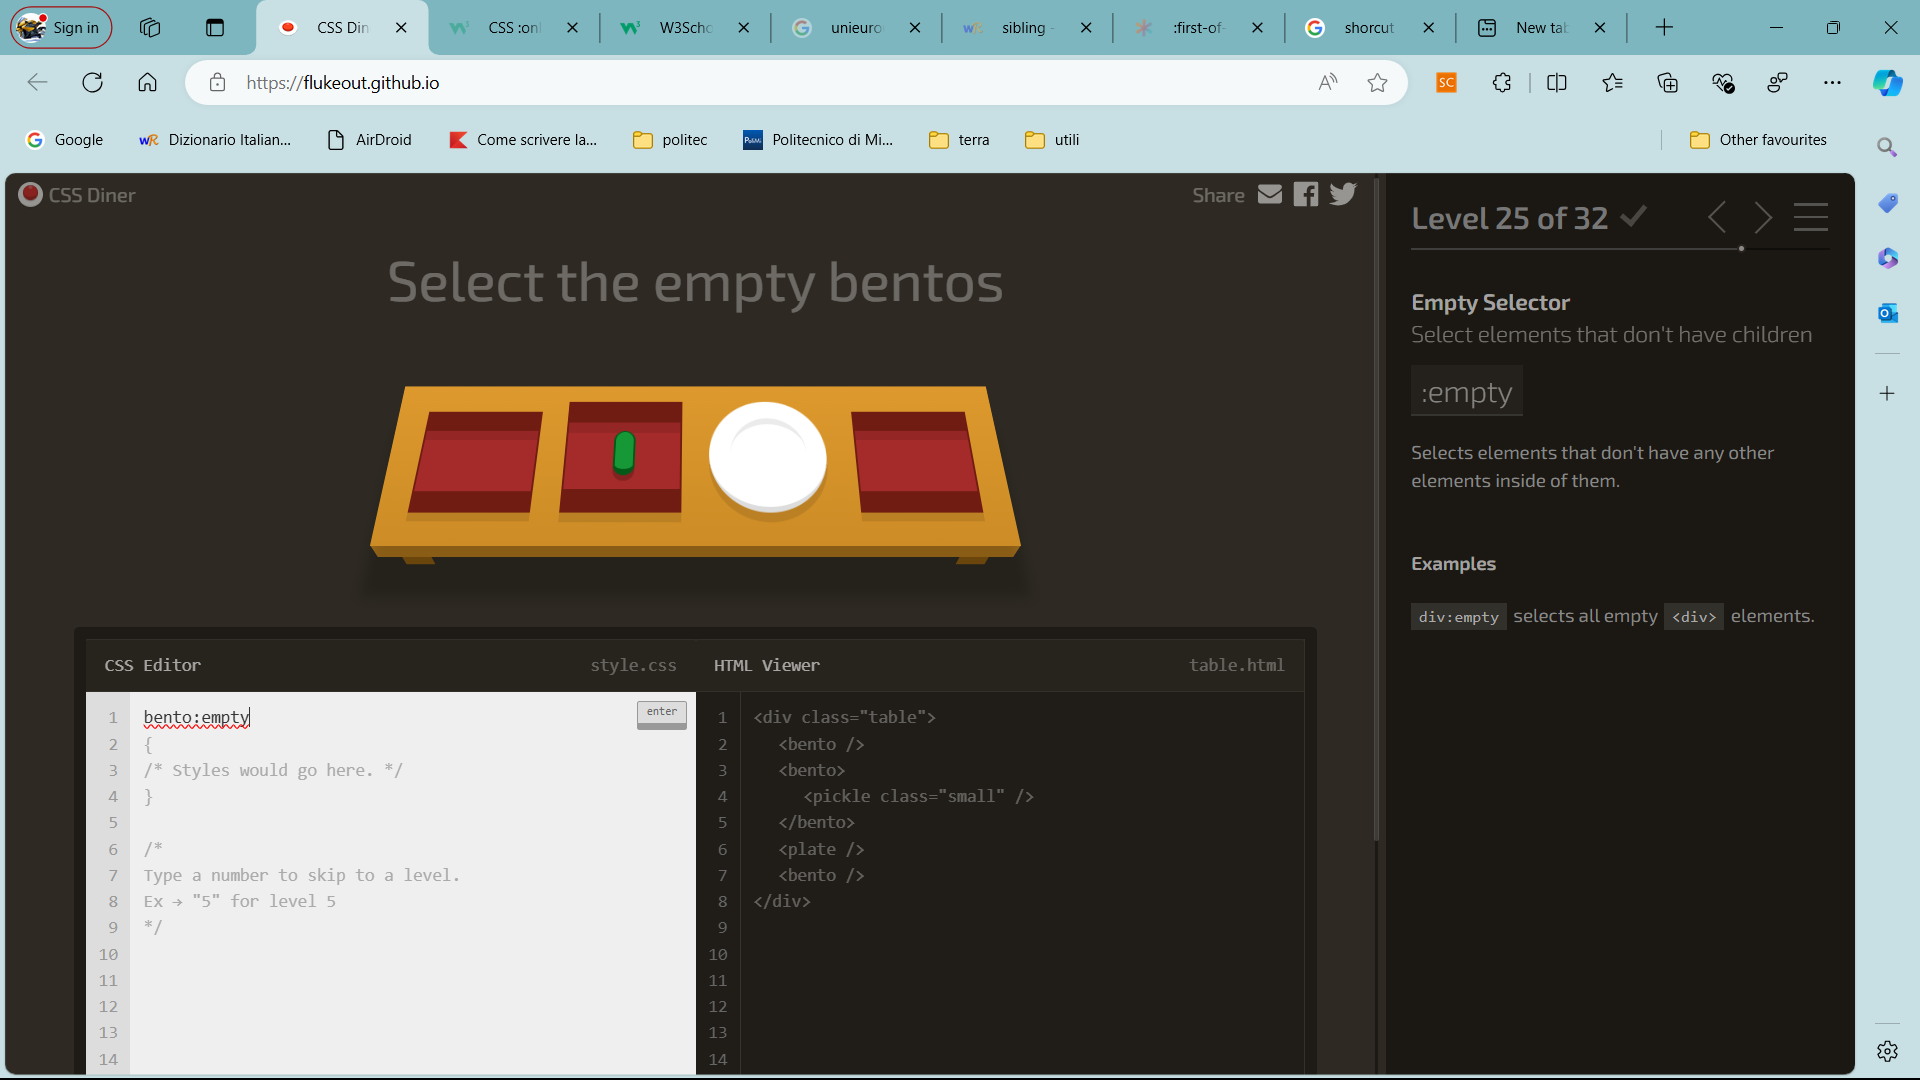 Sign in
CSS Din
CSS :onl
W3Scho
unieuro
sibling -
:first-of-
shorcut
New tab
https://flukeout.github.io
SC
Google
wR Dizionario Italian...
AirDroid
Come scrivere la...
politec
Politecnico di Mi...
terra
utili
Other favourites
CSS Diner
Share
Select the empty bentos
CSS Editor
style.css
HTML Viewer
table.html
1 bento:empty
enter
2 {
3 /* Styles would go here. */
4 }
5
6 /*
7 Type a number to skip to a level.
8 Ex → "5" for level 5
9 */
10
11
12
13
14
1 <div class="table">
2 <bento />
3 <bento>
4 <pickle class="small" />
5 </bento>
6 <plate />
7 <bento />
8 </div>
9
10
11
12
13
14
Level 25 of 32
Empty Selector
Select elements that don't have children
:empty
Selects elements that don't have any other
elements inside of them.
Examples
div:empty selects all empty <div> elements.